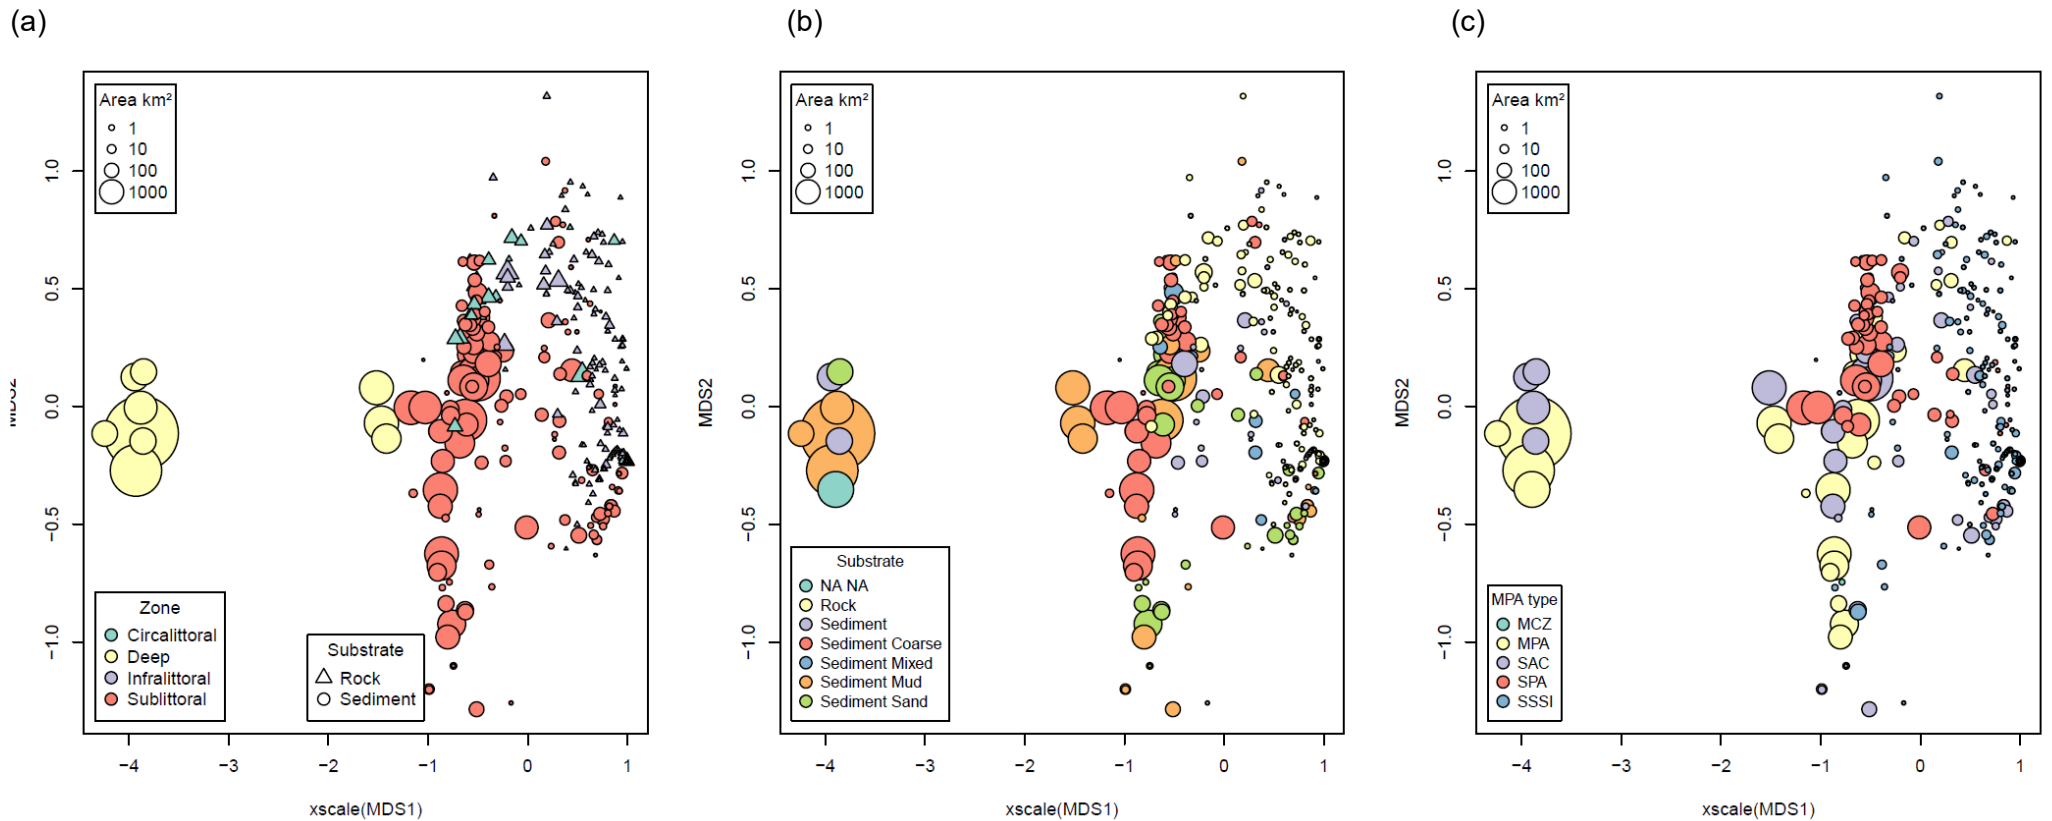 (a)
(b)
(c)
Area km²
1
10
100
1000
Zone
Circalittoral
Deep
Infralittoral
Sublittoral
Substrate
Rock
Sediment
MDS2
1.0
0.5
0.0
−0.5
−1.0
−4
−3
−2
−1
0
1
xscale(MDS1)
Area km²
1
10
100
1000
Substrate
NA NA
Rock
Sediment
Sediment Coarse
Sediment Mixed
Sediment Mud
Sediment Sand
MDS2
1.0
0.5
0.0
−0.5
−1.0
−4
−3
−2
−1
0
1
xscale(MDS1)
Area km²
1
10
100
1000
MPA type
MCZ
MPA
SAC
SPA
SSSI
MDS2
1.0
0.5
0.0
−0.5
−1.0
−4
−3
−2
−1
0
1
xscale(MDS1)